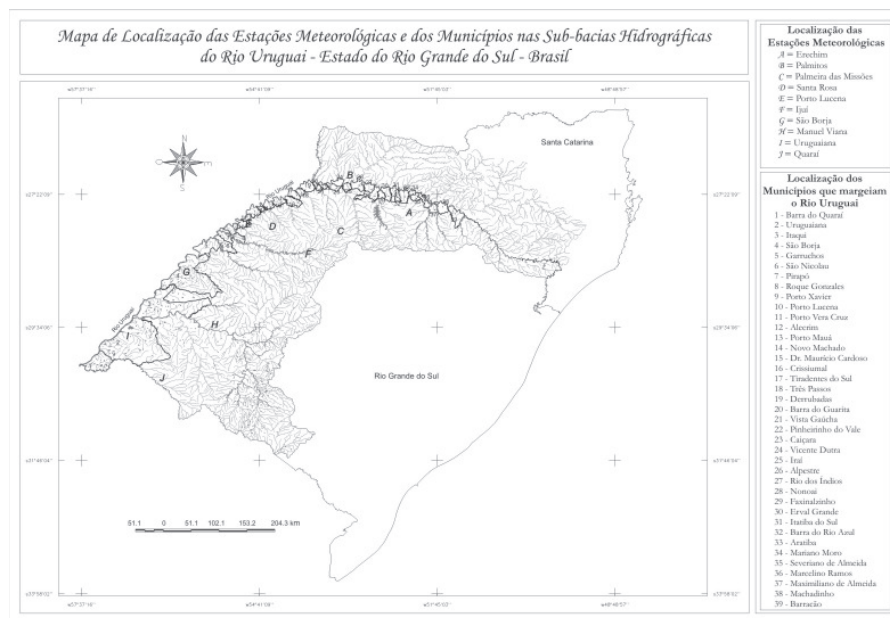 Mapa de Localização das Estações Meteorológicas e dos Municípios nas Sub-bacias Hidrográficas
do Rio Uruguai - Estado do Rio Grande do Sul - Brasil
N
S
Santa Catarina
Rio Uruguai
B
A
D
C
E
F
G
Rio Uruguai
H
I
J
Rio Grande do Sul
51.1 0 51.1 102.1 153.2 204.3 km
Localização das
Estações Meteorológicas
A = Erechim
B = Palmitos
C = Palmeira das Missões
D = Santa Rosa
E = Porto Lucena
F = Ijuí
G = São Borja
H = Manuel Viana
I = Uruguaiana
J = Quaraí
Localização dos
Municípios que margeiam
o Rio Uruguai
1 - Barra do Quaraí
2 - Uruguaiana
3 - Itaqui
4 - São Borja
5 - Garruchos
6 - São Nicolau
7 - Pirapó
8 - Roque Gonzales
9 - Porto Xavier
10 - Porto Lucena
11 - Porto Vera Cruz
12 - Alecrim
13 - Porto Mauá
14 - Novo Machado
15 - Dr. Maurício Cardoso
16 - Crissiumal
17 - Tiradentes do Sul
18 - Três Passos
19 - Derrubadas
20 - Barra do Guarita
21 - Vista Gaúcha
22 - Pinheirinho do Vale
23 - Caiçara
24 - Vicente Dutra
25 - Iraí
26 - Alpestre
27 - Rio dos Índios
28 - Nonoai
29 - Faxinalzinho
30 - Erval Grande
31 - Itatiba do Sul
32 - Barra do Rio Azul
33 - Aratiba
34 - Mariano Moro
35 - Severiano de Almeida
36 - Marcelino Ramos
37 - Maximiliano de Almeida
38 - Machadinho
39 - Barracão